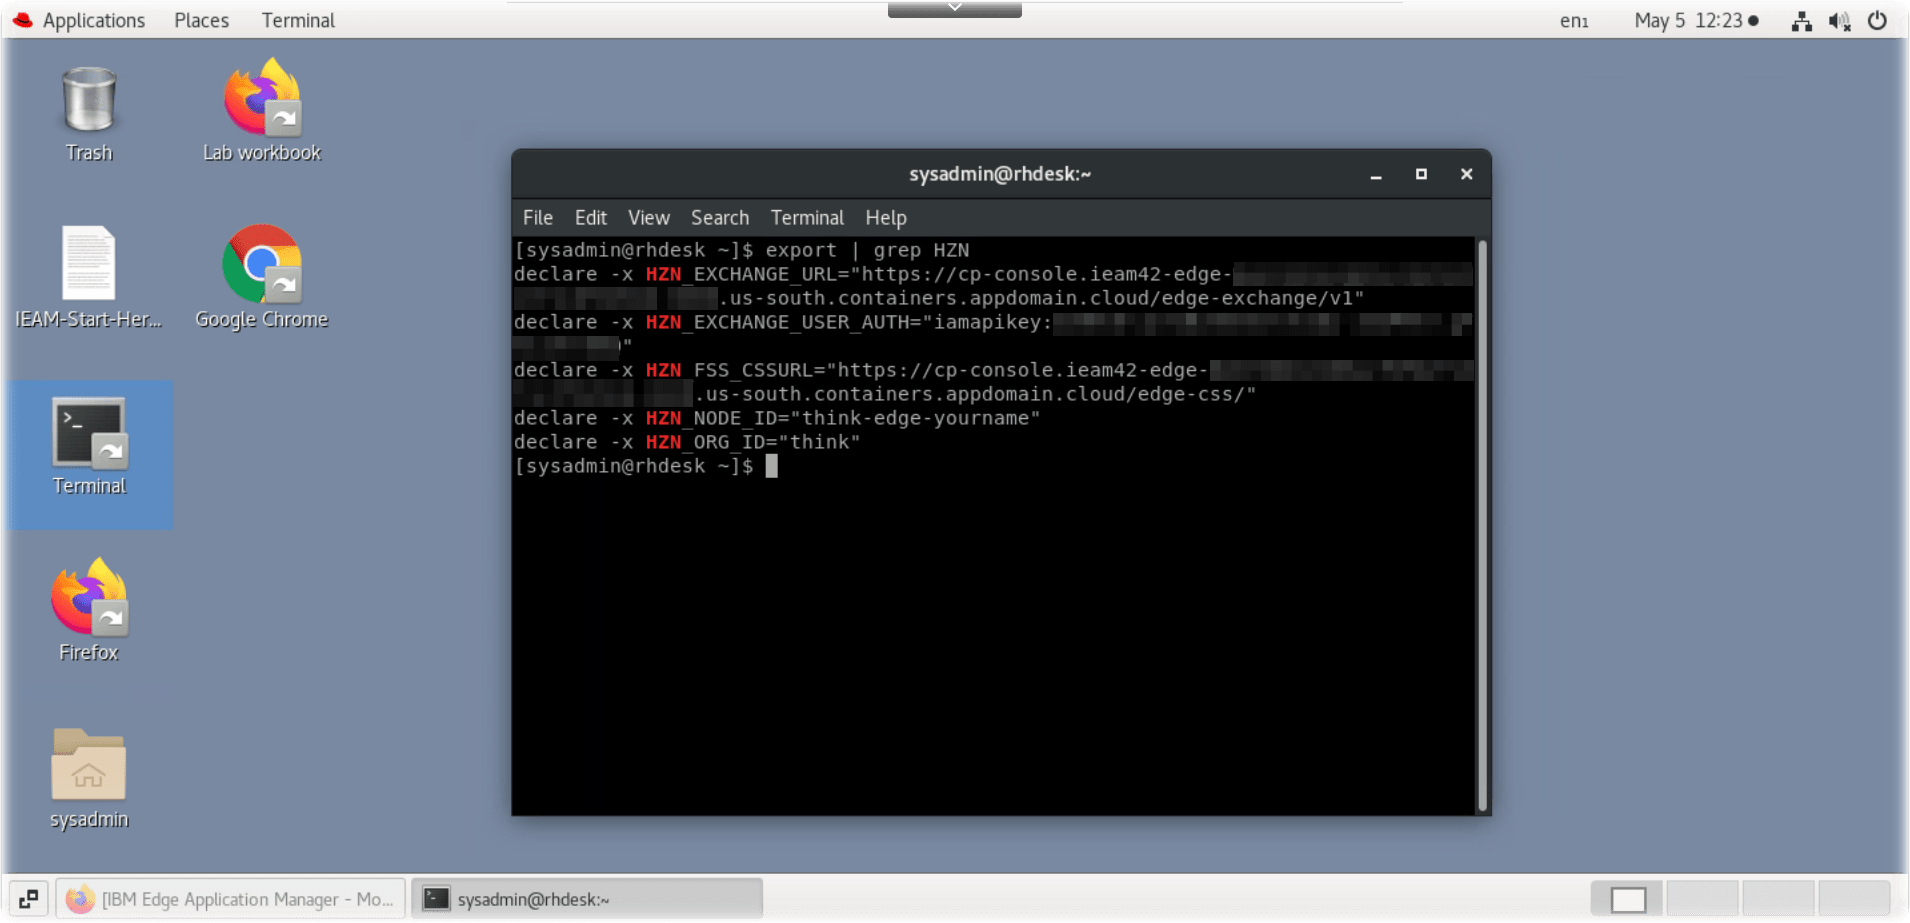 Applications Places Terminal
en₁ May 5 12:23
Trash
Lab workbook
IEAM-Start-Her...
Google Chrome
Terminal
Firefox
sysadmin
sysadmin@rhdesk:~
File Edit View Search Terminal Help
[sysadmin@rhdesk ~]$ export | grep HZN
declare -x HZN_EXCHANGE_URL="https://cp-console.ieam42-edge-
.us-south.containers.appdomain.cloud/edge-exchange/v1"
declare -x HZN_EXCHANGE_USER_AUTH="iamapikey:
"
declare -x HZN_FSS_CSSURL="https://cp-console.ieam42-edge-
.us-south.containers.appdomain.cloud/edge-css/"
declare -x HZN_NODE_ID="think-edge-yourname"
declare -x HZN_ORG_ID="think"
[sysadmin@rhdesk ~]$
[IBM Edge Application Manager - Mo...
sysadmin@rhdesk:~